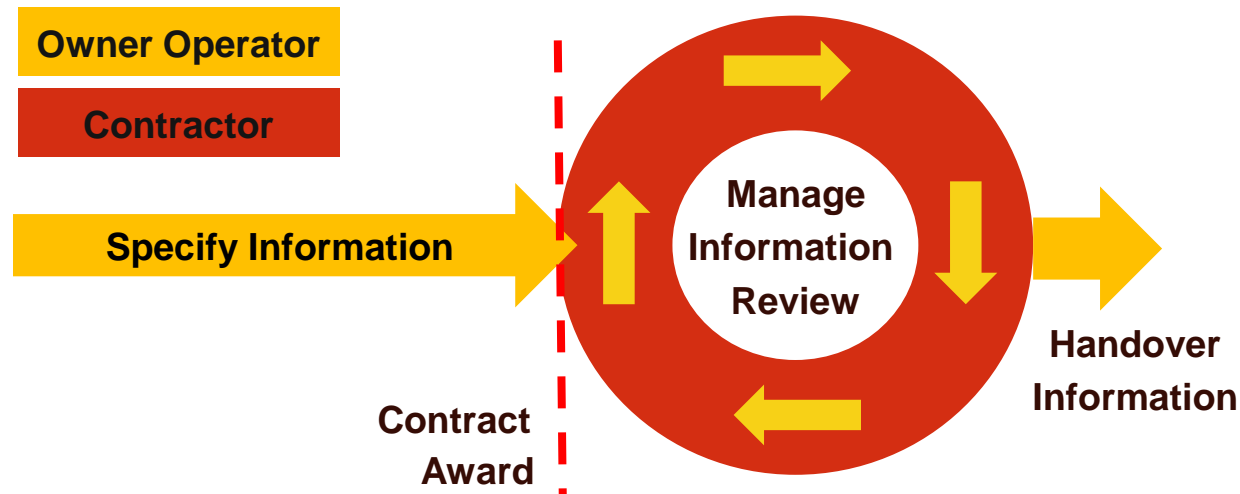 Owner Operator
Contractor
Specify Information
Manage
Information
Review
Handover
Information
Contract
Award